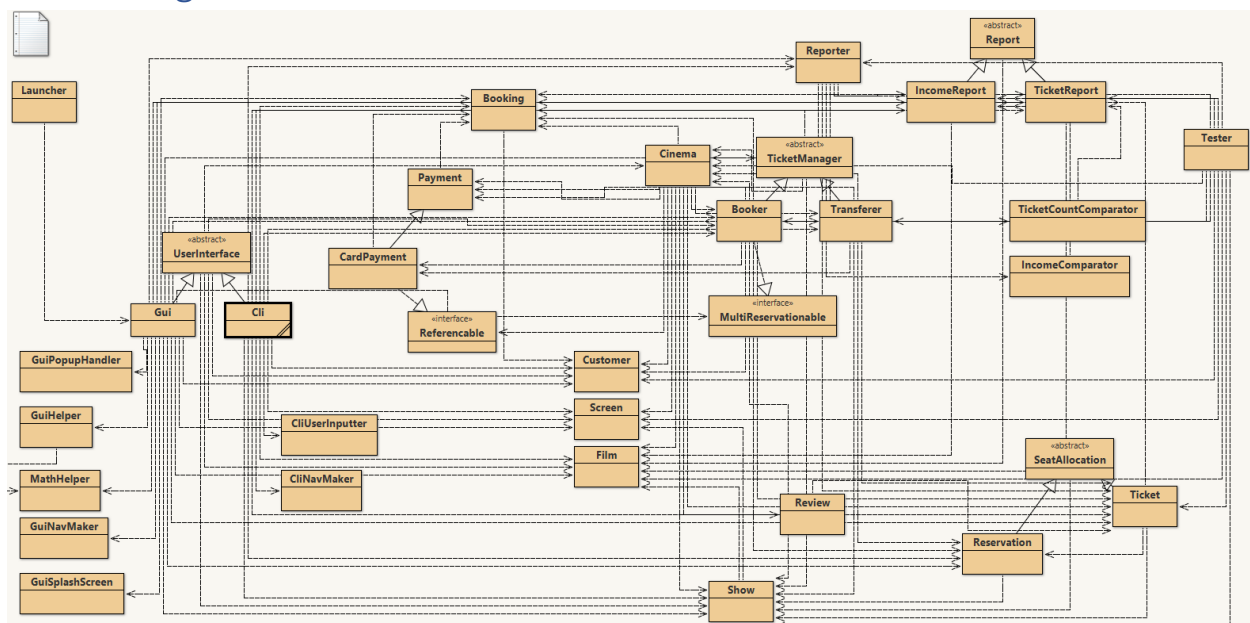 «abstract»
Report
Reporter
Launcher
Booking
IncomeReport
TicketReport
Tester
«abstract»
TicketManager
Cinema
Payment
Booker
Transferer
TicketCountComparator
«abstract»
UserInterface
CardPayment
IncomeComparator
Gui
Cli
«interface»
Referencable
«interface»
MultiReservationable
GuiPopupHandler
Customer
Screen
GuiHelper
CliUserInputter
Film
«abstract»
SeatAllocation
MathHelper
CliNavMaker
Review
Ticket
GuiNavMaker
Reservation
GuiSplashScreen
Show